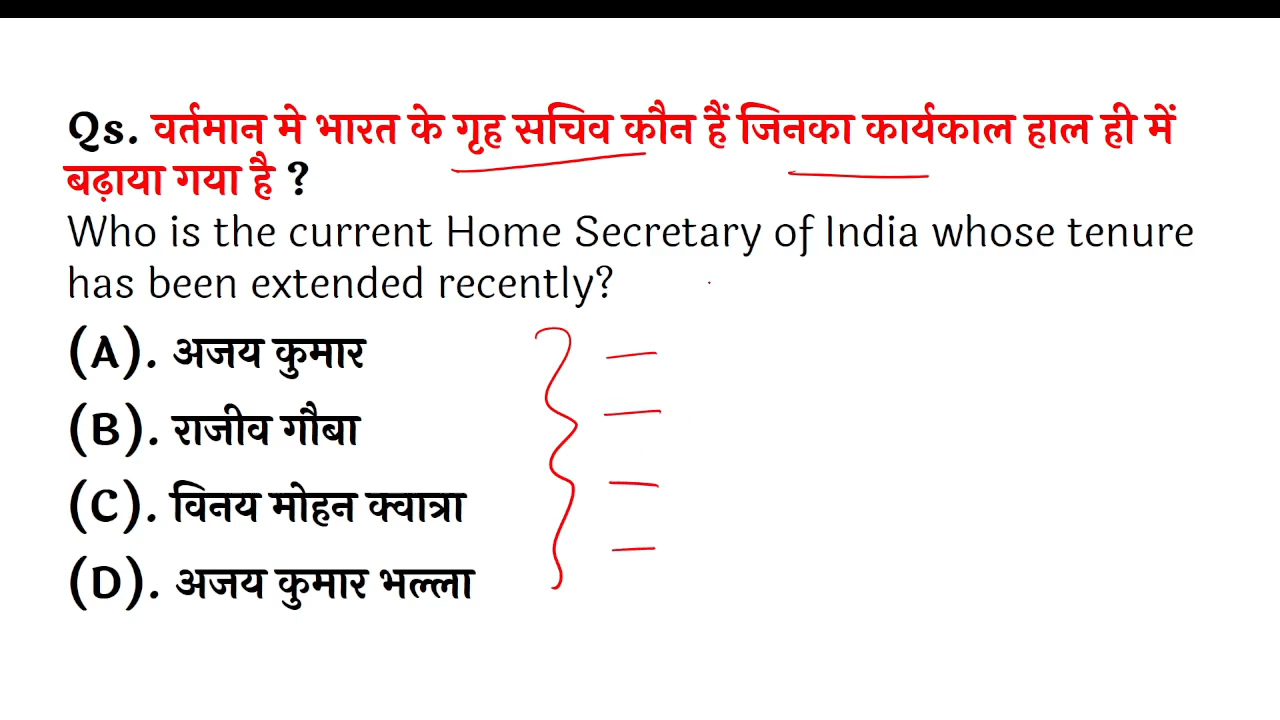 Qs. वर्तमान मे भारत के गृह सचिव कौन हैं जिनका कार्यकाल हाल ही में
बढ़ाया गया है ?
Who is the current Home Secretary of India whose tenure
has been extended recently?
(A). अजय कुमार
(B). राजीव गौबा
(C). विनय मोहन क्वात्रा
(D). अजय कुमार भल्ला